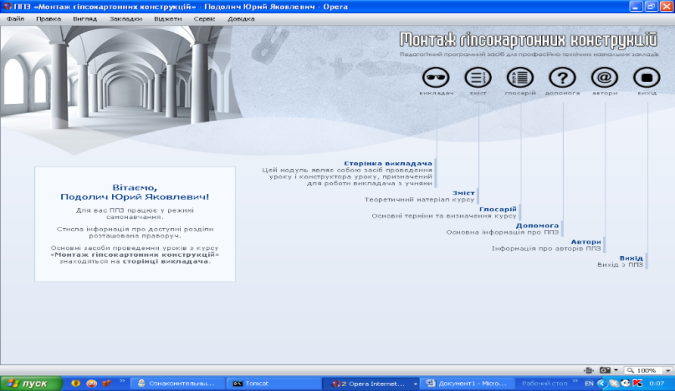 ППЗ «Монтаж гіпсокартонних конструкцій» - Подолич Юрий Яковлевич - Opera
Файл Правка Вигляд Закладки Віджети Сервіс Довідка
Монтаж гіпсокартонних конструкцій
Педагогічний програмний засіб для професійно-технічних навчальних закладів
викладач зміст глосарій допомога автори вихід
Сторінка викладача
Цей модуль являє собою засіб проведення
уроку і конструктора уроку, призначений
для роботи викладача з учнями
Зміст
Теоретичний матеріал курсу
Глосарій
Основні терміни та визначення курсу
Допомога
Основна інформація про ППЗ
Автори
Інформація про авторів ППЗ
Вихід
Вихід з ППЗ
Вітаємо,
Подолич Юрий Яковлевич!
Для вас ППЗ працює у режимі
самонавчання.
Стисла інформація про доступні розділи
розташована праворуч.
Основні засоби проведення уроків з курсу
«Монтаж гіпсокартонних конструкцій»
знаходяться на сторінці викладача.
100%
пуск Ознакомительны... Tomcat 2 Opera Internet... Документ1 - Micro... Рабочий стол EN 0:07